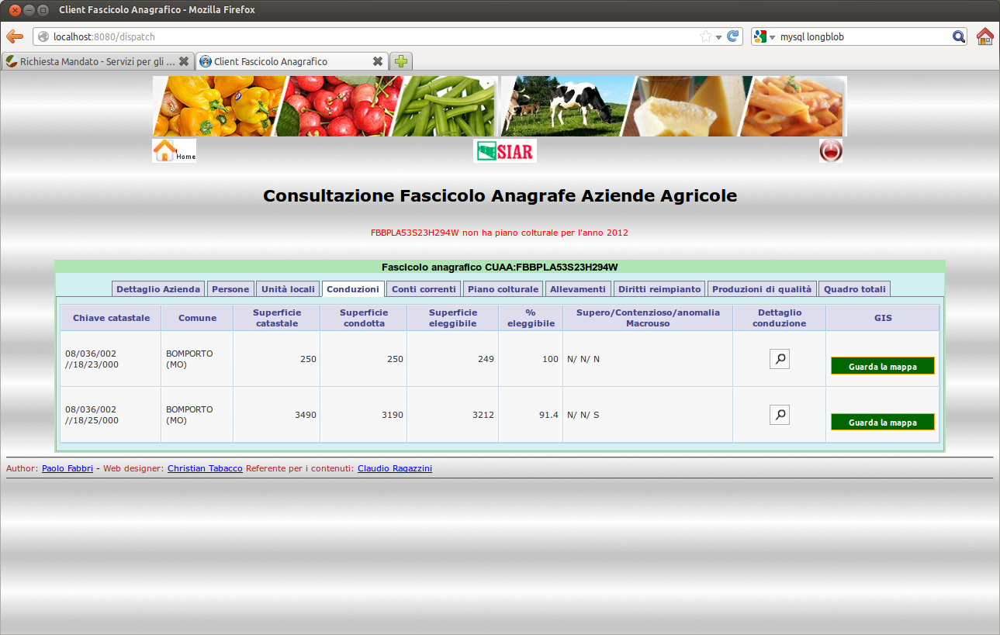 Client Fascicolo Anagrafico - Mozilla Firefox
localhost:8080/dispatch
mysql longblob
Richiesta Mandato - Servizi per gli ...
Client Fascicolo Anagrafico
Home
SIAR
Consultazione Fascicolo Anagrafe Aziende Agricole
FBBPLA53S23H294W non ha piano colturale per l'anno 2012
Fascicolo anagrafico CUAA:FBBPLA53S23H294W
Dettaglio Azienda Persone Unità locali Conduzioni Conti correnti Piano colturale Allevamenti Diritti reimpianto Produzioni di qualità Quadro totali
Chiave catastale Comune Superficie catastale Superficie condotta Superficie eleggibile % eleggibile Supero/Contenzioso/anomalia Macrouso Dettaglio conduzione GIS
08/036/002 //18/23/000 BOMPORTO (MO) 250 250 249 100 N/ N/ N Guarda la mappa
08/036/002 //18/25/000 BOMPORTO (MO) 3490 3190 3212 91.4 N/ N/ S Guarda la mappa
Author: Paolo Fabbri - Web designer: Christian Tabacco Referente per i contenuti: Claudio Ragazzini